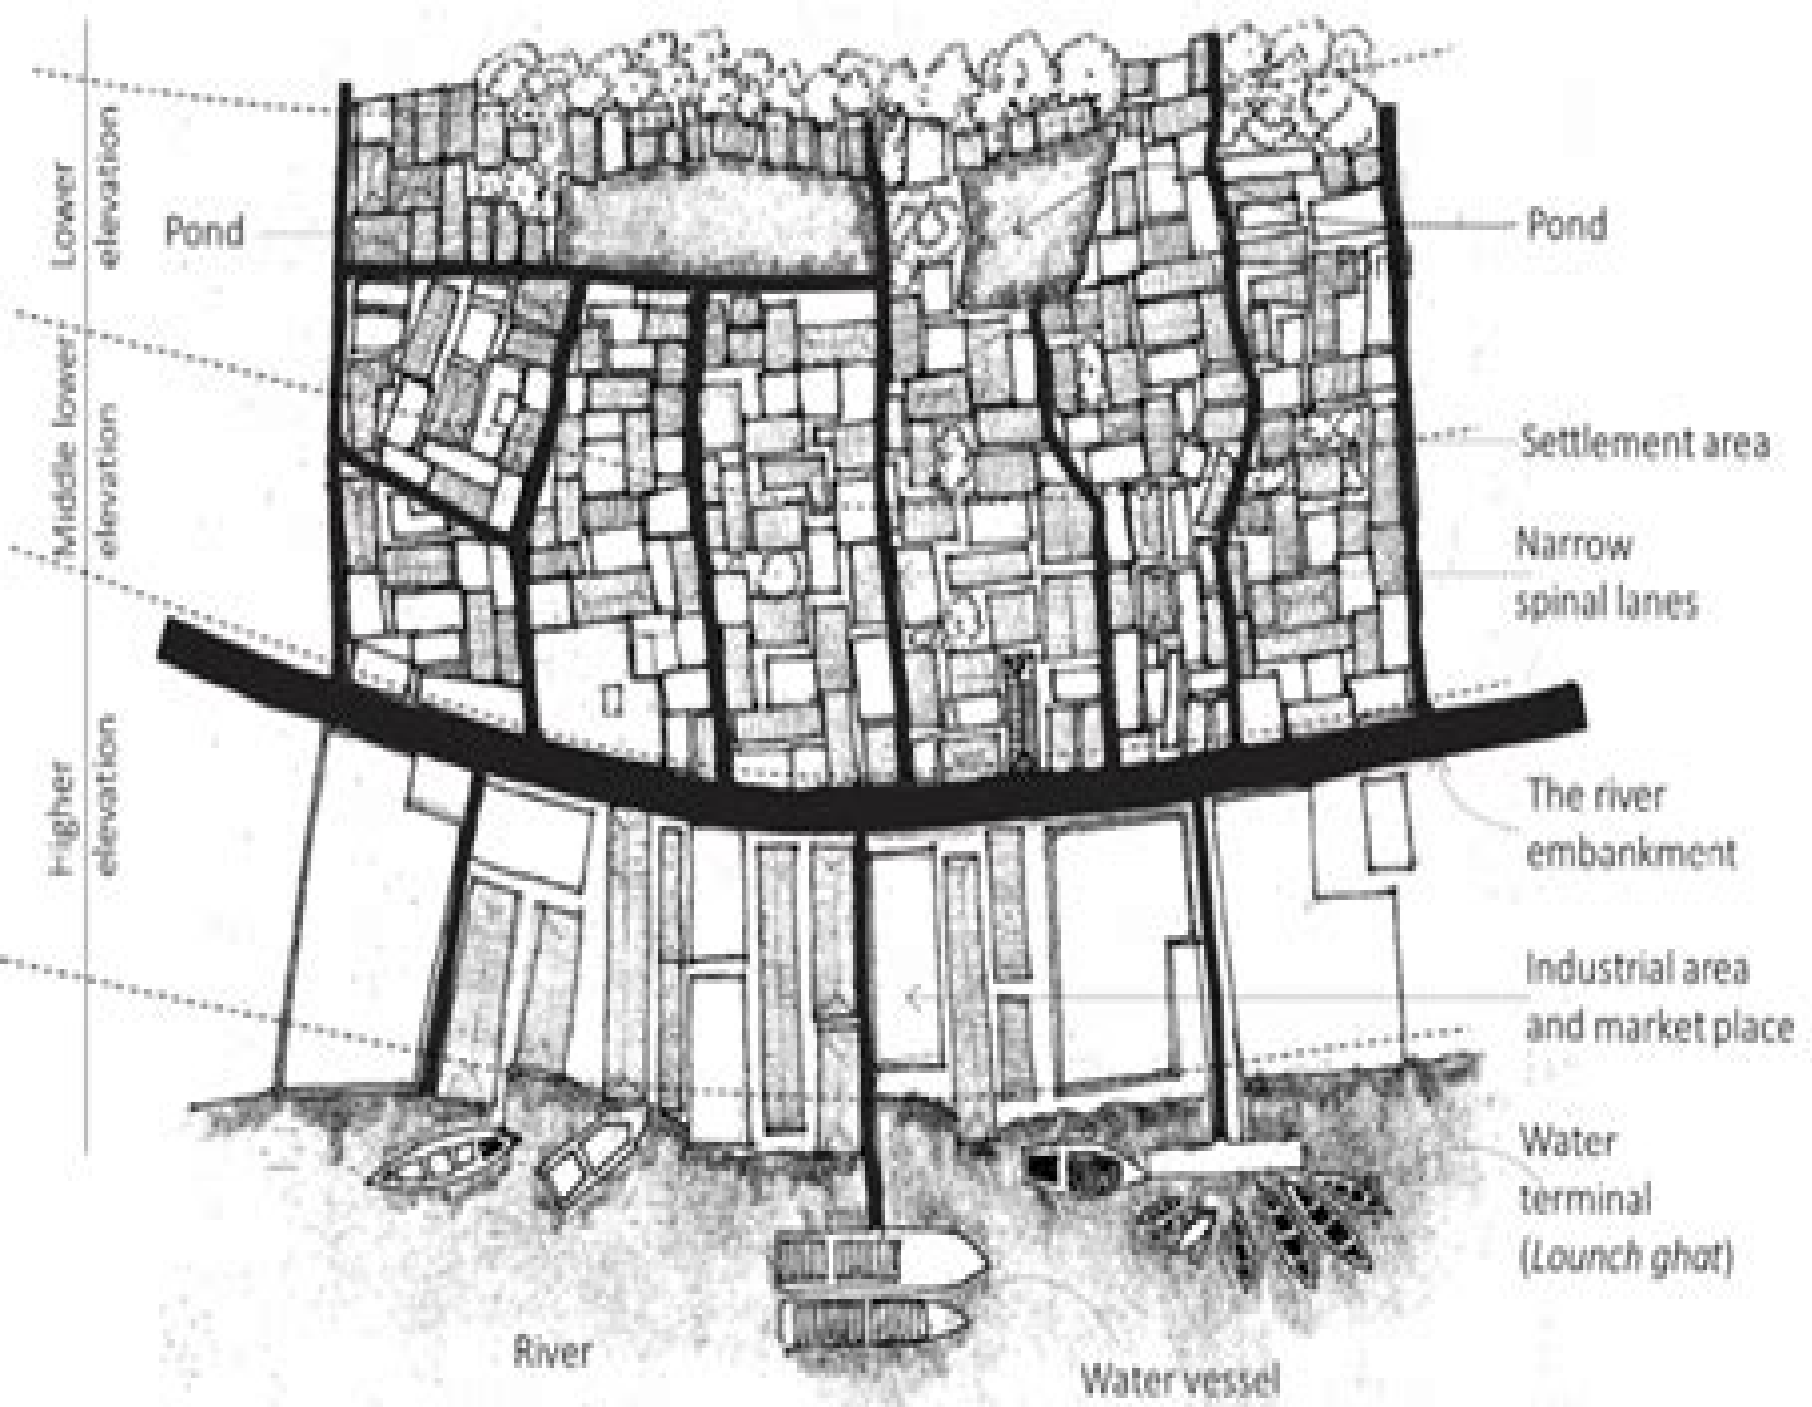 Lower
elevation
Pond
Pond
Middle lower
elevation
Settlement area
Narrow
spinal lanes
Higher
elevation
The river
embankment
Industrial area
and market place
Water
terminal
(Lounch ghat)
River
Water vessel